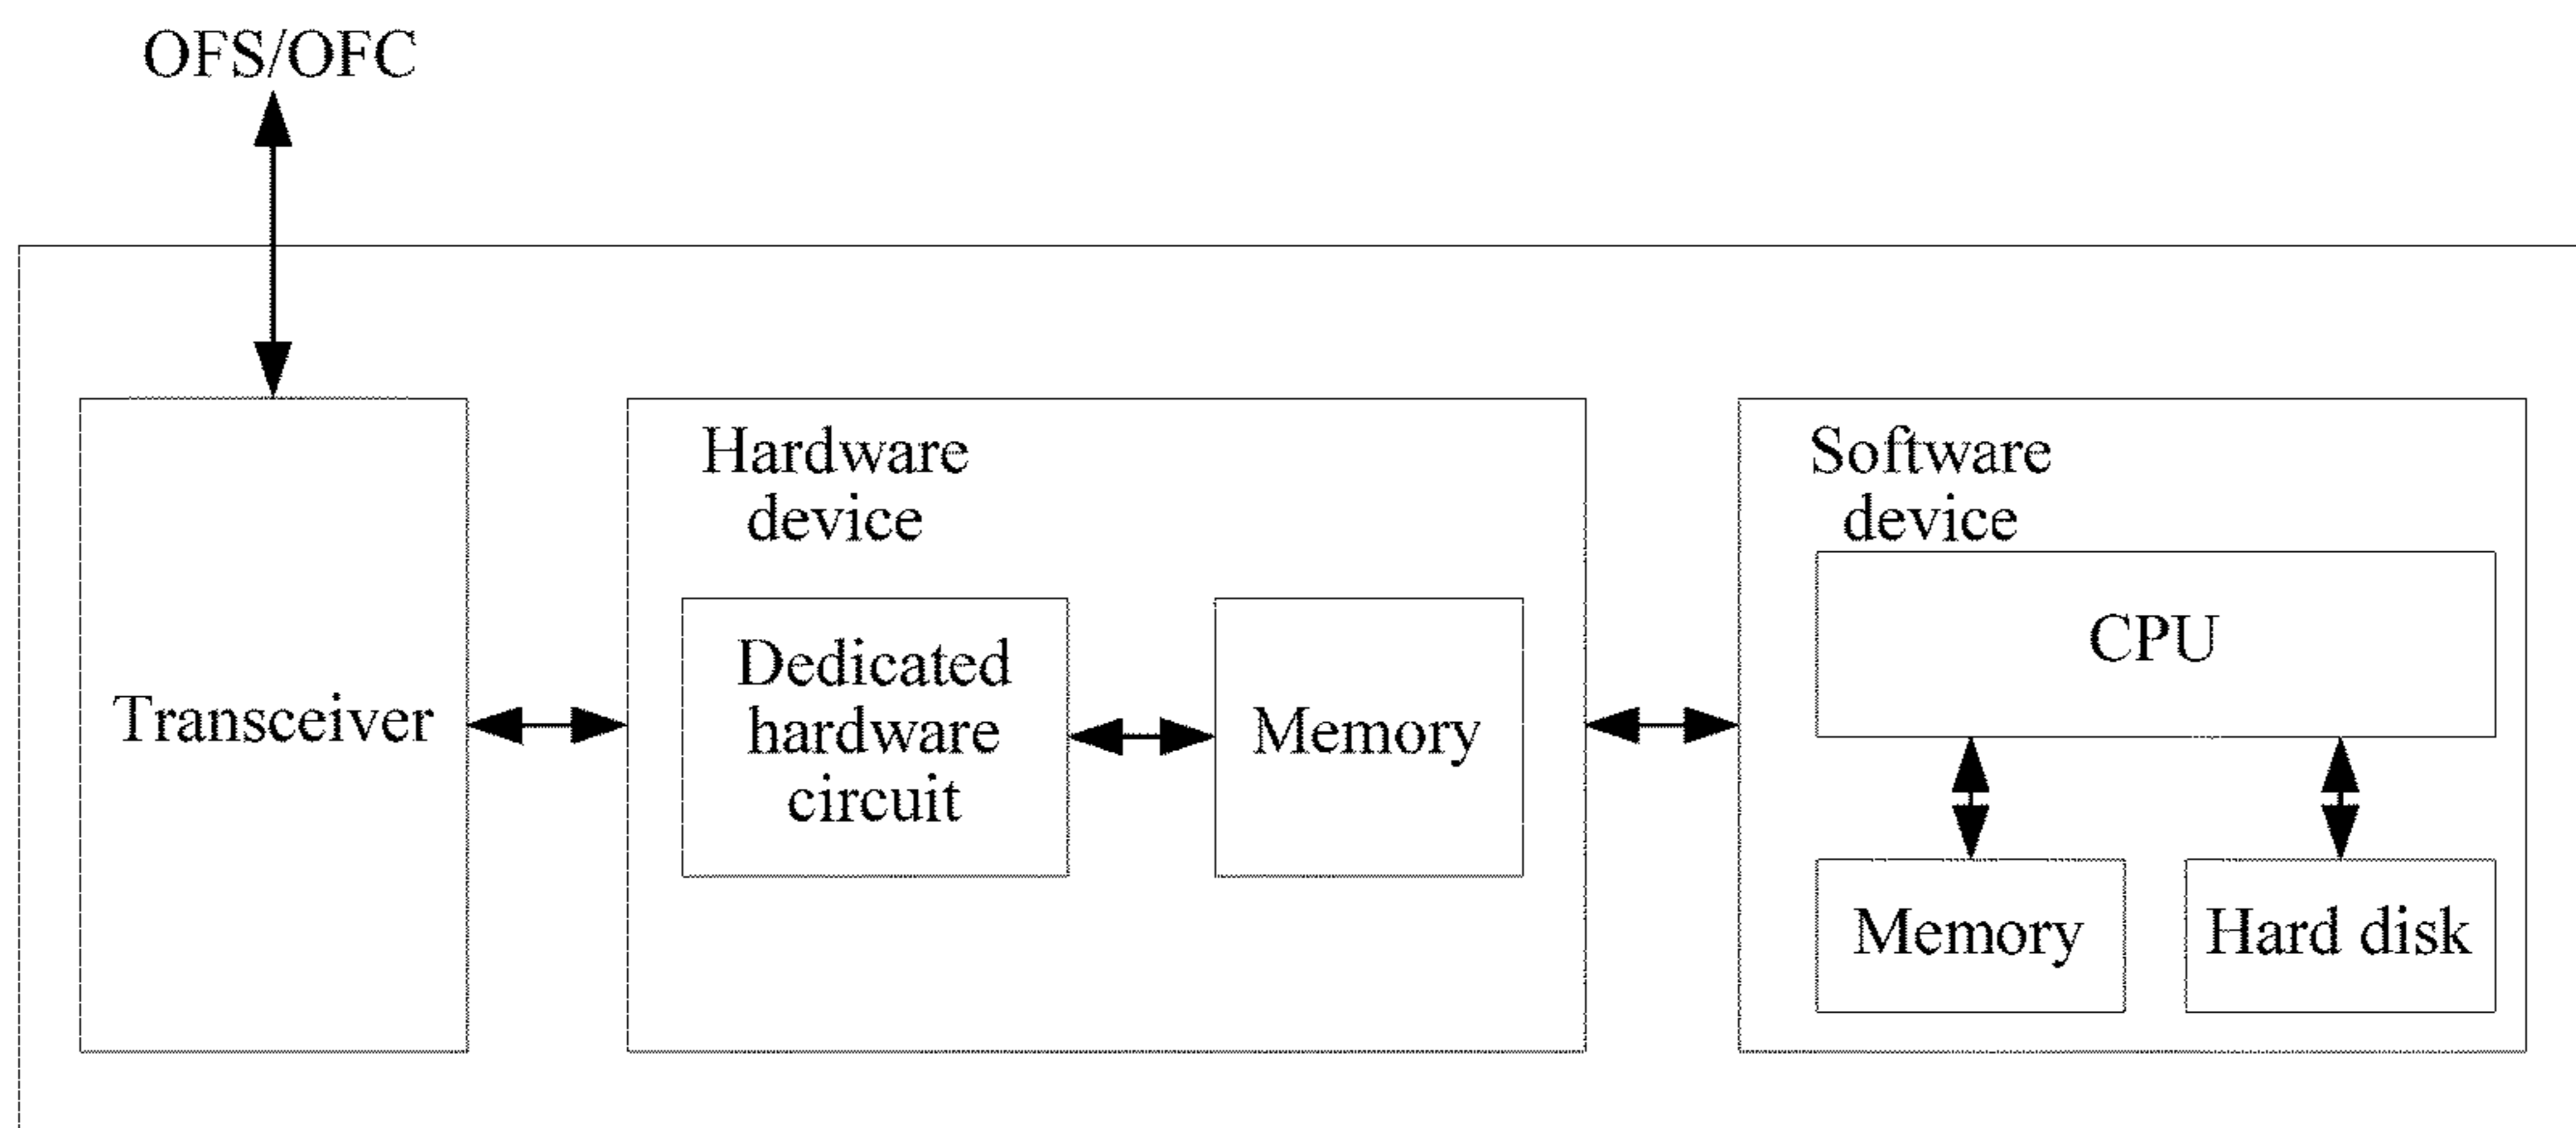 OFS/OFC
Transceiver
Hardware
device
Dedicated
hardware
circuit
Memory
Software
device
CPU
Memory
Hard disk